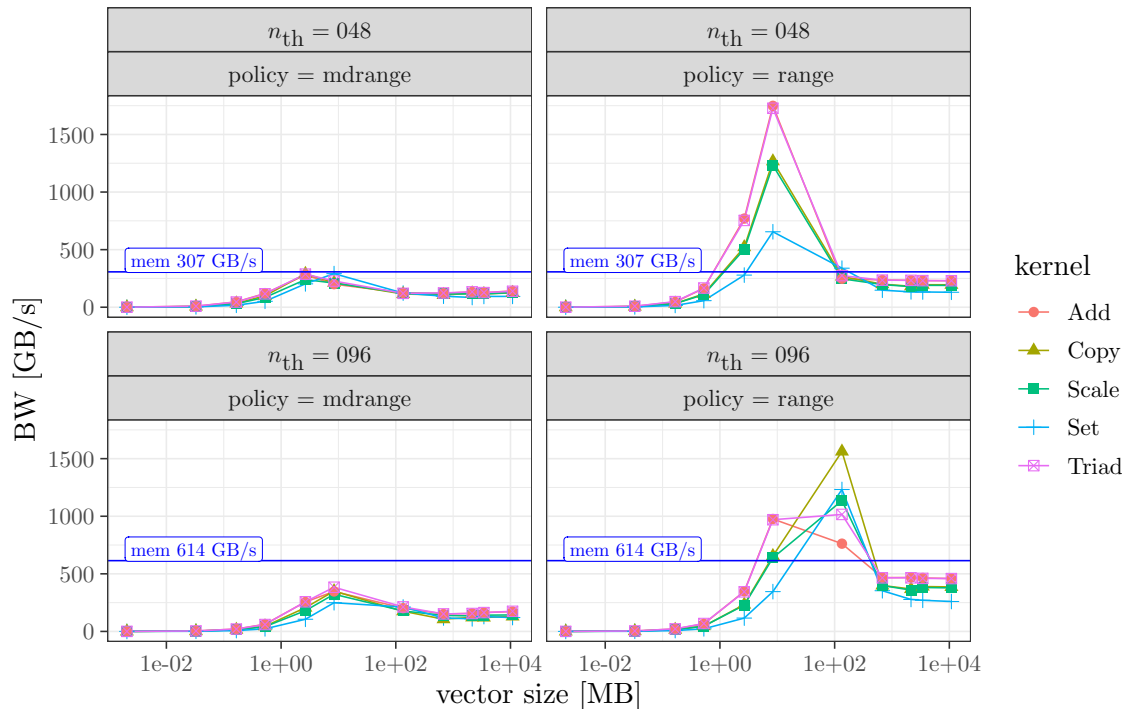 n_th = 048
n_th = 048
policy = mdrange
policy = range
1500
1000
500
0
mem 307 GB/s
mem 307 GB/s
n_th = 096
n_th = 096
policy = mdrange
policy = range
1500
1000
500
0
mem 614 GB/s
mem 614 GB/s
1e-02
1e+00
1e+02
1e+04
1e-02
1e+00
1e+02
1e+04
vector size [MB]
BW [GB/s]
kernel
Add
Copy
Scale
Set
Triad